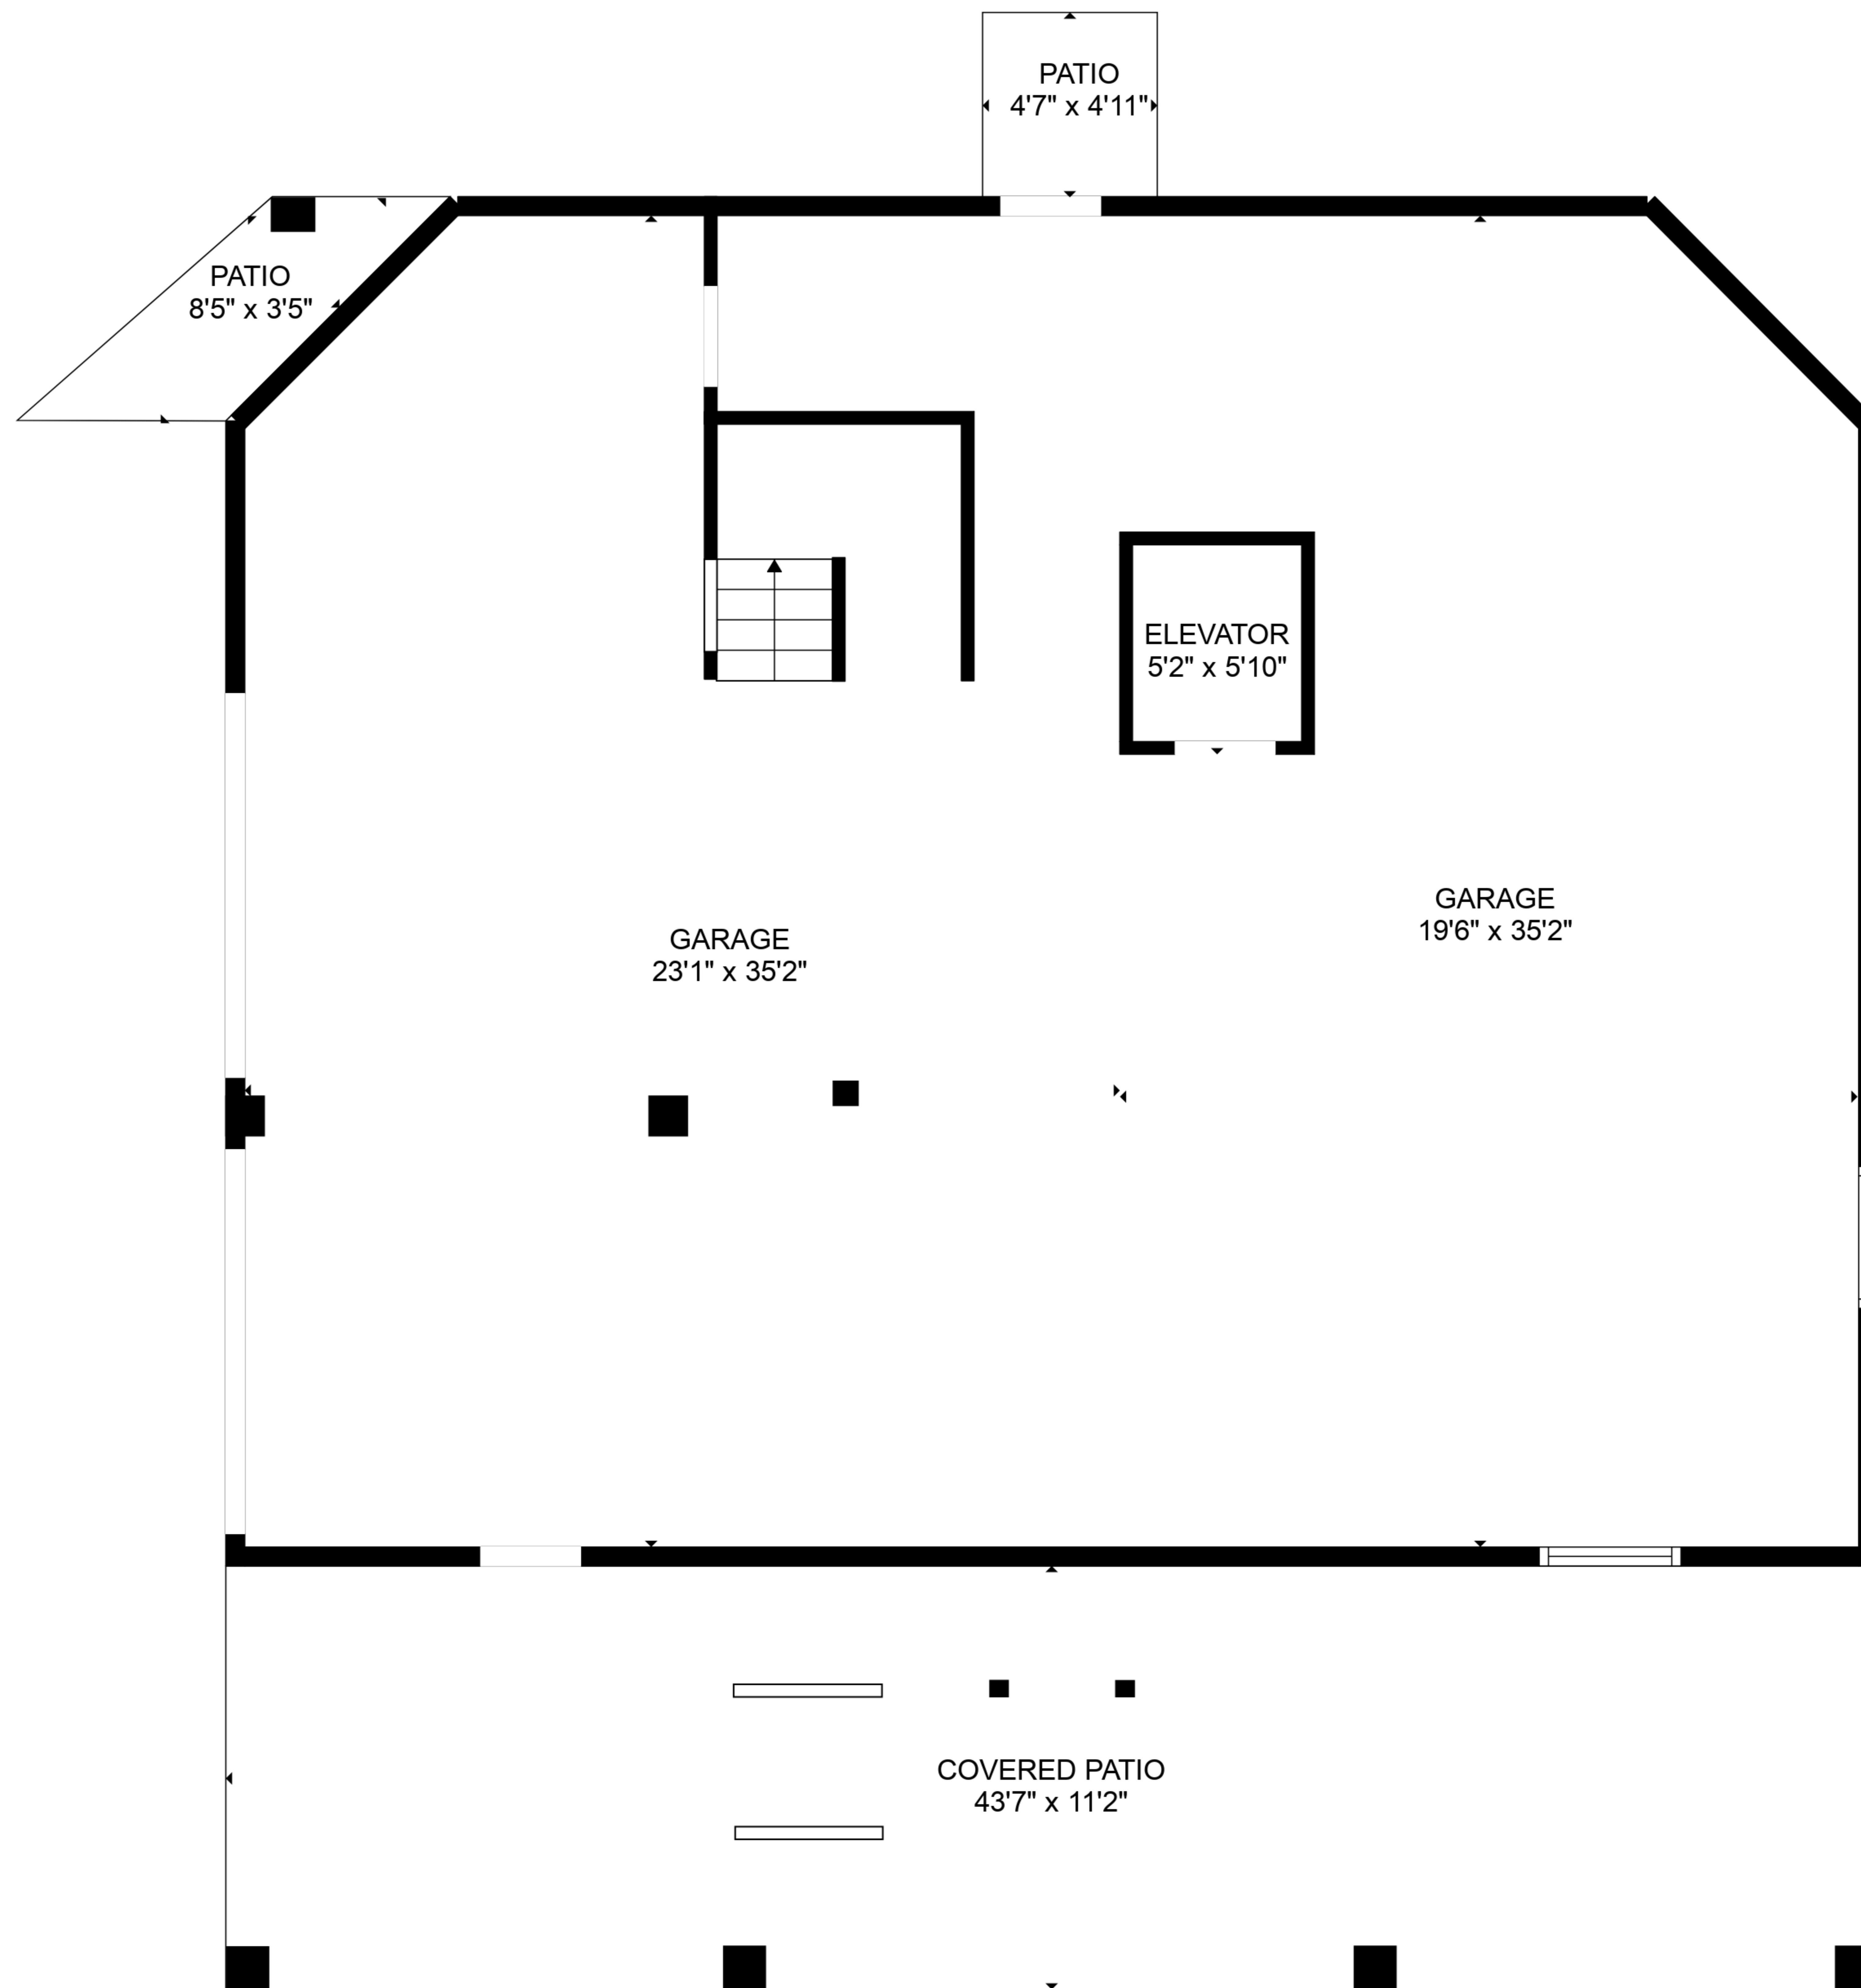 PATIO
4'7" x 4'11"
PATIO
8'5" x 3'5"
ELEVATOR
5'2" x 5'10"
GARAGE
19'6" x 35'2"
GARAGE
23'1" x 35'2"
COVERED PATIO
43'7" x 11'2"